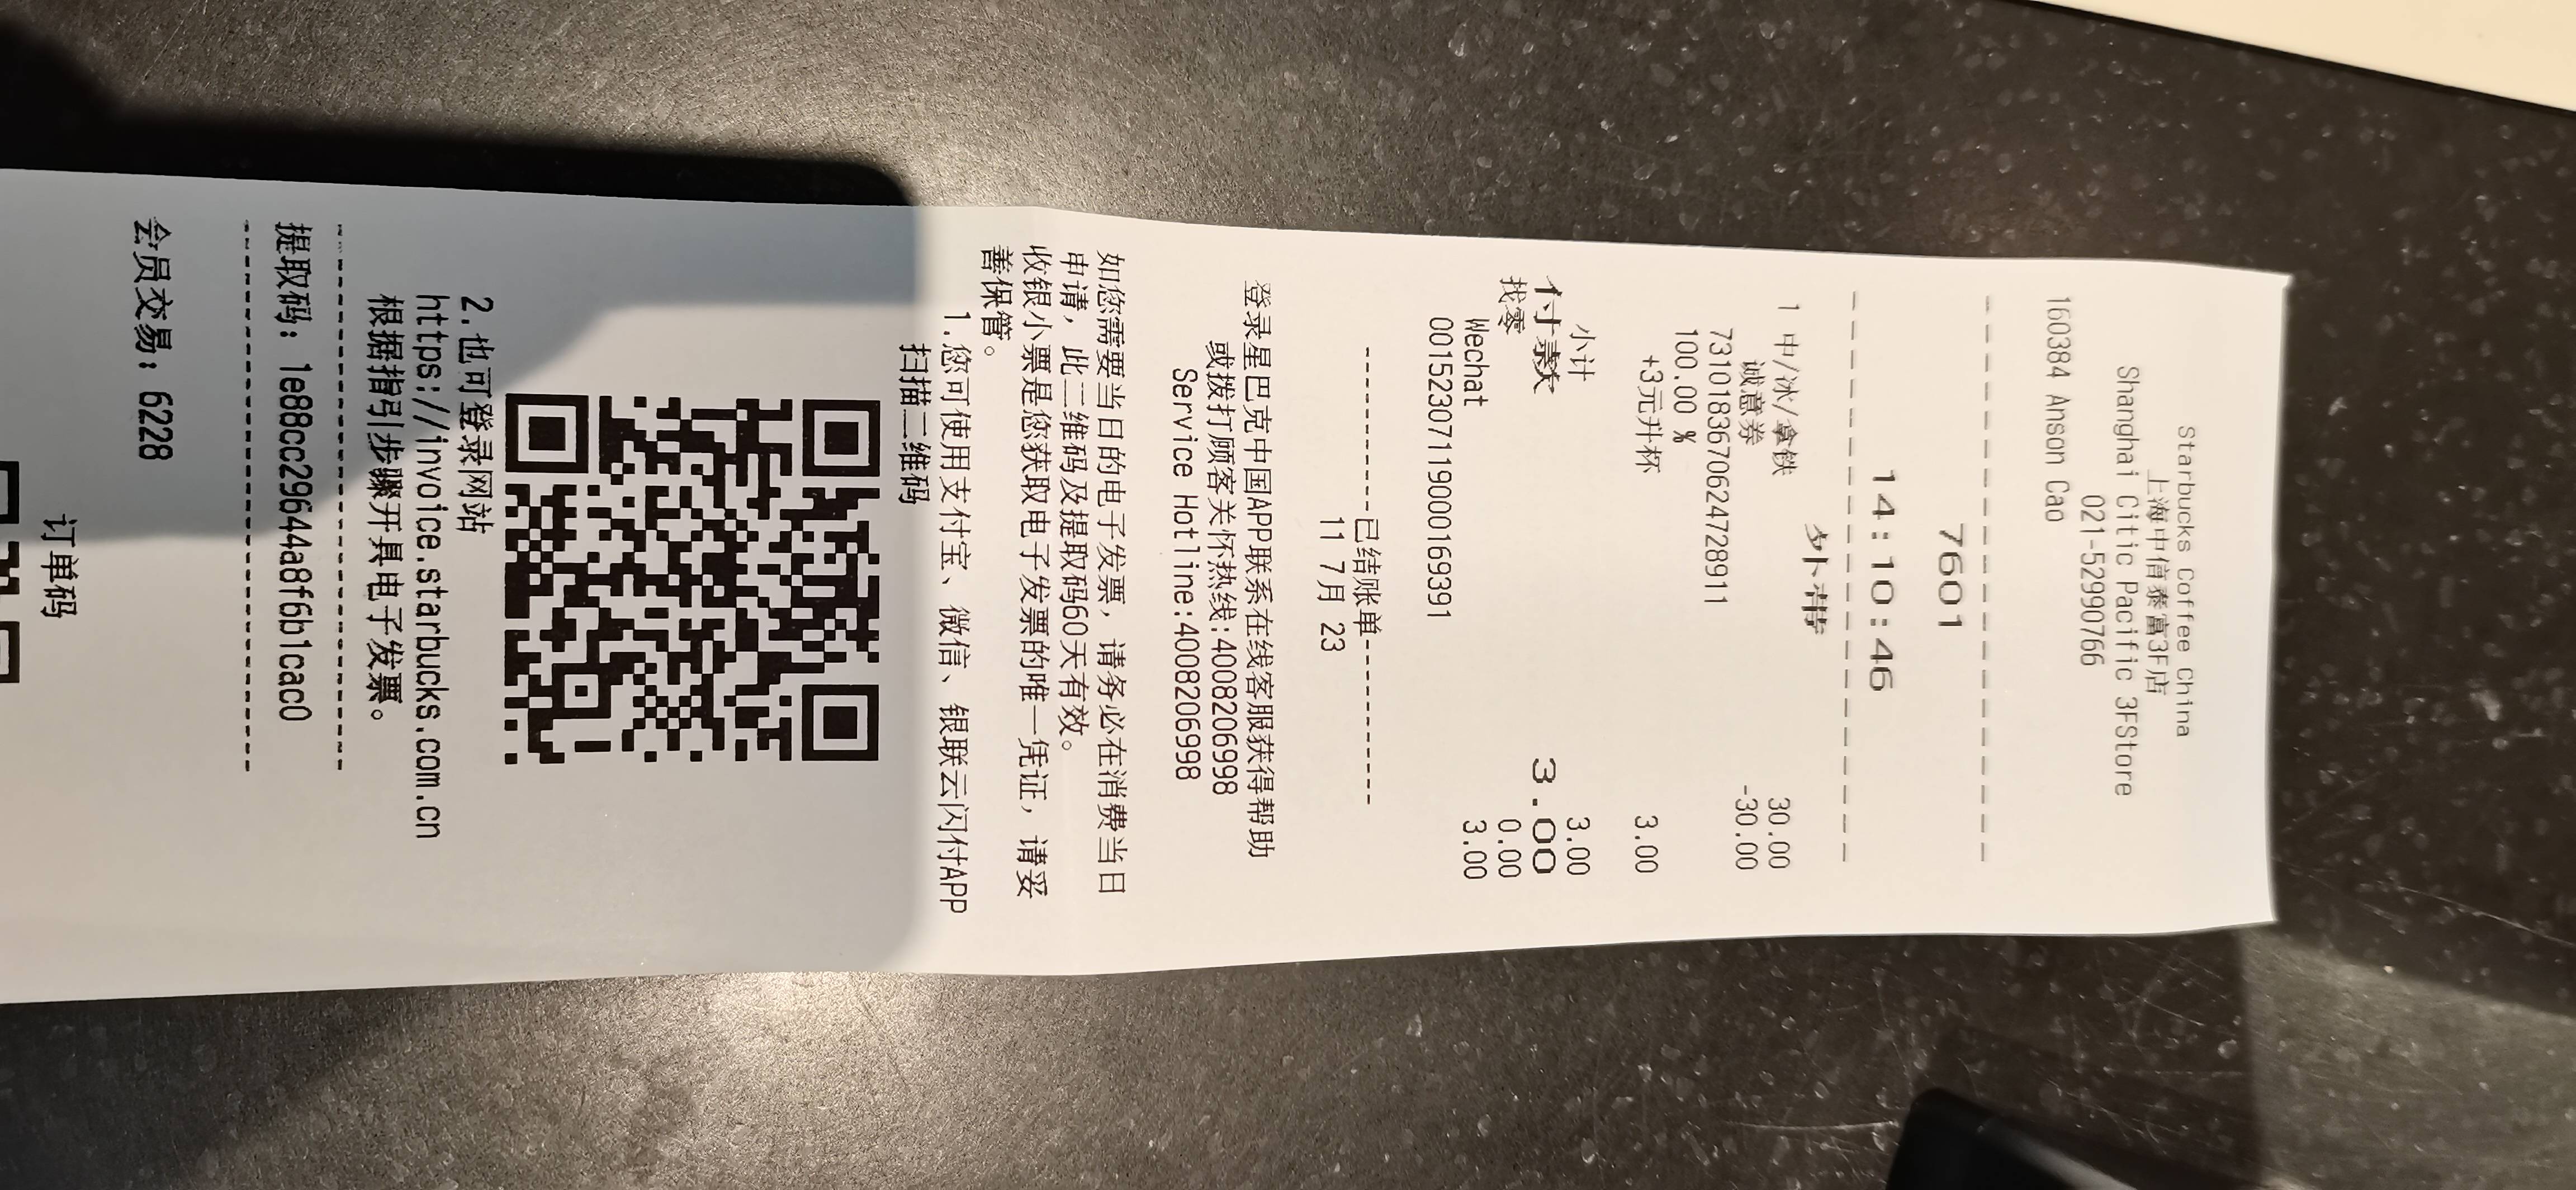 Starbucks Coffee China
上海中信泰富3F店
Shanghai Citic Pacific 3FStore
021-52990766
160384 Anson Cao
--------------------
7601
14:10:46
--------------------
外带
1 中/冰/拿铁 30.00
诚意券 -30.00
7310183670624728911
100.00 %
+3元升杯 3.00
小计 3.00
付款 3.00
找零 0.00
Wechat 3.00
00152307119000169391
------------已结账单------------
11 7月 23
登录星巴克中国APP联系在线客服获得帮助
或拨打顾客关怀热线:4008206998
Service Hotline:4008206998
如您需要当日的电子发票，请务必在消费当日
申请，此二维码及提取码60天有效。
收银小票是您获取电子发票的唯一凭证，请妥
善保管。
1.您可使用支付宝、微信、银联云闪付APP
扫描二维码
2.也可登录网站
https://invoice.starbucks.com.cn
根据指引步骤开具电子发票。
----------------------------------------
提取码: 1e88cc29644a8f6b1cac0
----------------------------------------
会员交易: 6228
订单码